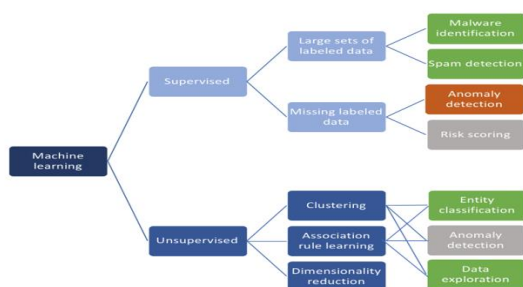 Malware
identification
Large sets of
labeled data
Spam detection
Supervised
Anomaly
detection
Missing labeled
data
Risk scoring
Machine
learning
Clustering
Entity
classification
Unsupervised
Association
rule learning
Anomaly
detection
Dimensionality
reduction
Data
exploration